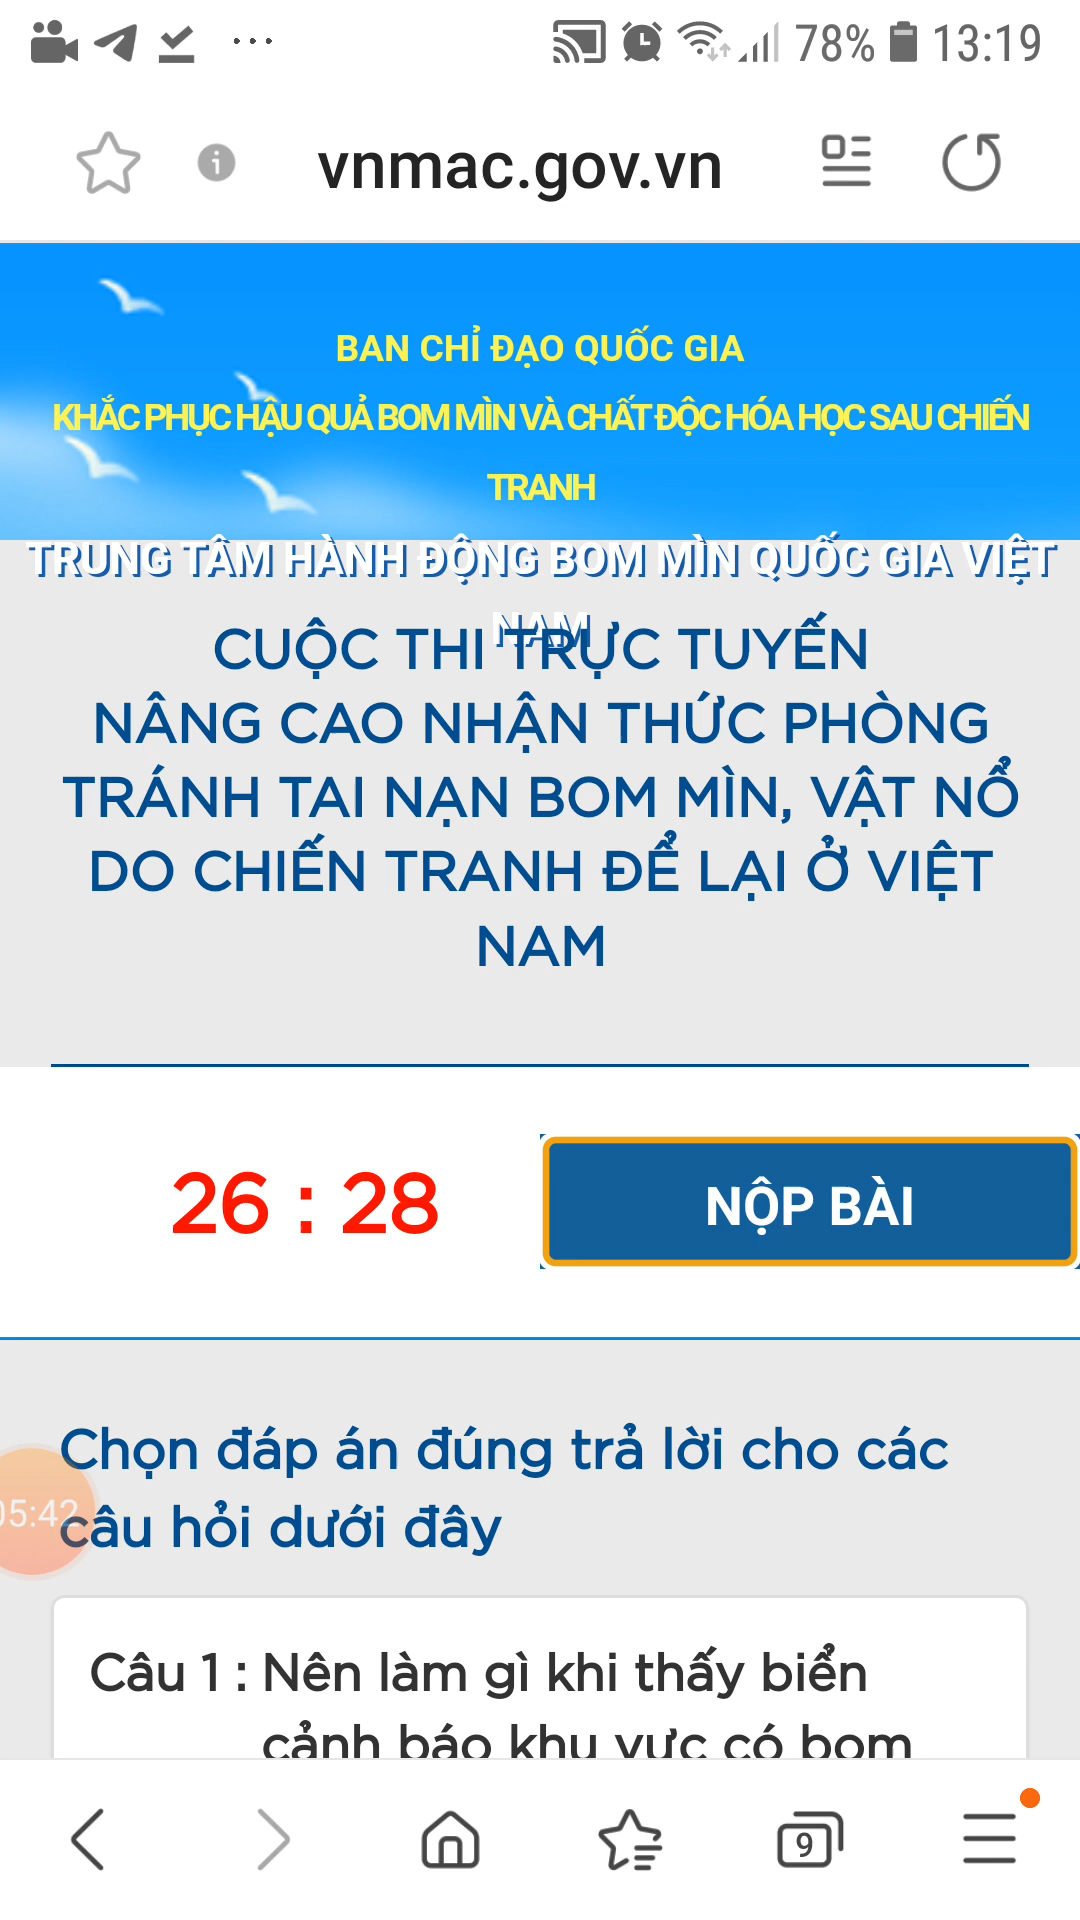 78% 13:19
vnmac.gov.vn
BAN CHỈ ĐẠO QUỐC GIA
KHẮC PHỤC HẬU QUẢ BOM MÌN VÀ CHẤT ĐỘC HÓA HỌC SAU CHIẾN
TRANH
TRUNG TÂM HÀNH ĐỘNG BOM MÌN QUỐC GIA VIỆT
NAM
CUỘC THI TRỰC TUYẾN
NÂNG CAO NHẬN THỨC PHÒNG
TRÁNH TAI NẠN BOM MÌN, VẬT NỔ
DO CHIẾN TRANH ĐỂ LẠI Ở VIỆT
NAM
26 : 28
NỘP BÀI
Chọn đáp án đúng trả lời cho các
câu hỏi dưới đây
05:42
Câu 1 : Nên làm gì khi thấy biển
cảnh báo khu vực có bom
9